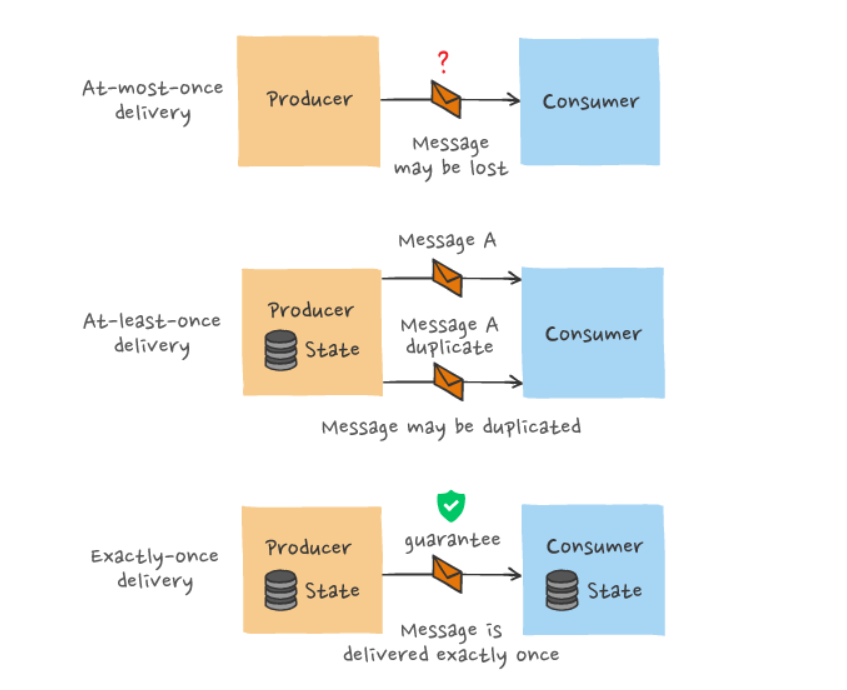 At-most-once
delivery
Producer
?
Message
may be lost
Consumer
At-least-once
delivery
Producer
State
Message A
Message A
duplicate
Consumer
Message may be duplicated
Exactly-once
delivery
Producer
State
guarantee
Message is
delivered exactly once
Consumer
State